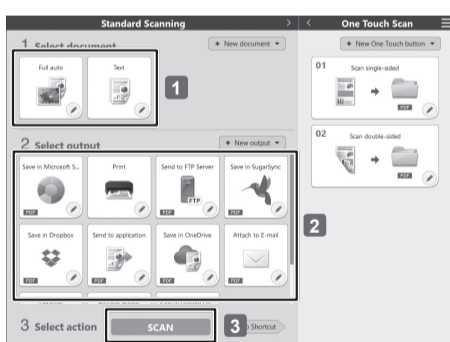 Standard Scanning >
1 Select document
+ New document
Full auto
Text
1
2 Select output
+ New output
Save in Microsoft S...
Print
Send to FTP Server
Save in SugarSync
PDF
FTP
PDF
PDF
Save in Dropbox
Send to application
Save in OneDrive
Attach to E-mail
PDF
PDF
PDF
2
3 Select action
SCAN
3
Shortcut
< One Touch Scan
+ New One Touch button
01
Scan single-sided
PDF
02
Scan double-sided
PDF